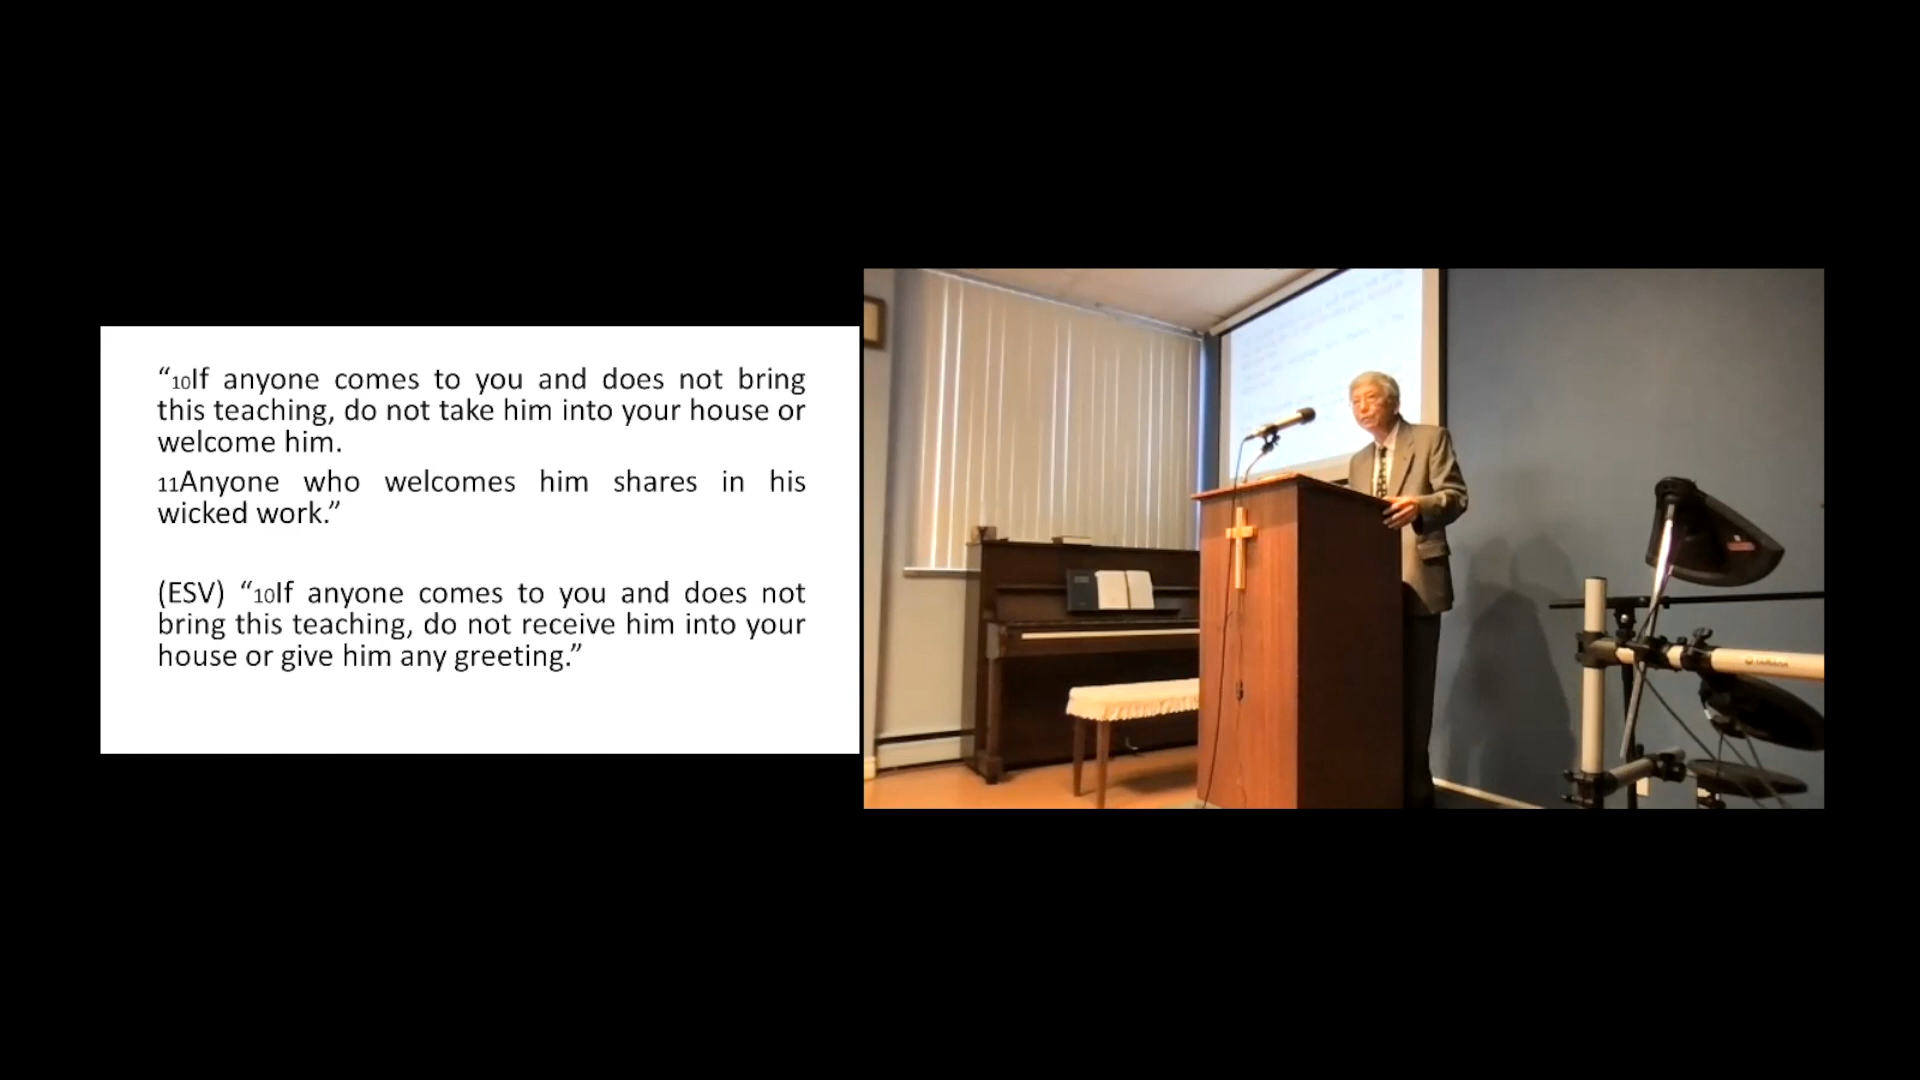 “10If anyone comes to you and does not bring
this teaching, do not take him into your house or
welcome him.
11Anyone who welcomes him shares in his
wicked work.”
(ESV) “10If anyone comes to you and does not
bring this teaching, do not receive him into your
house or give him any greeting.”
YAMAHA